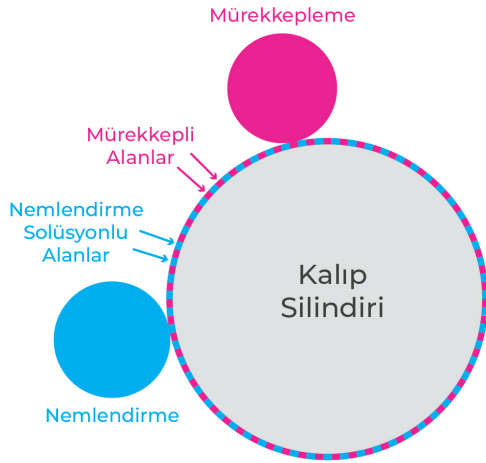 Mürekkepleme
Mürekkepli
Alanlar
Nemlendirme
Solüsyonlu
Alanlar
Kalıp
Silindiri
Nemlendirme